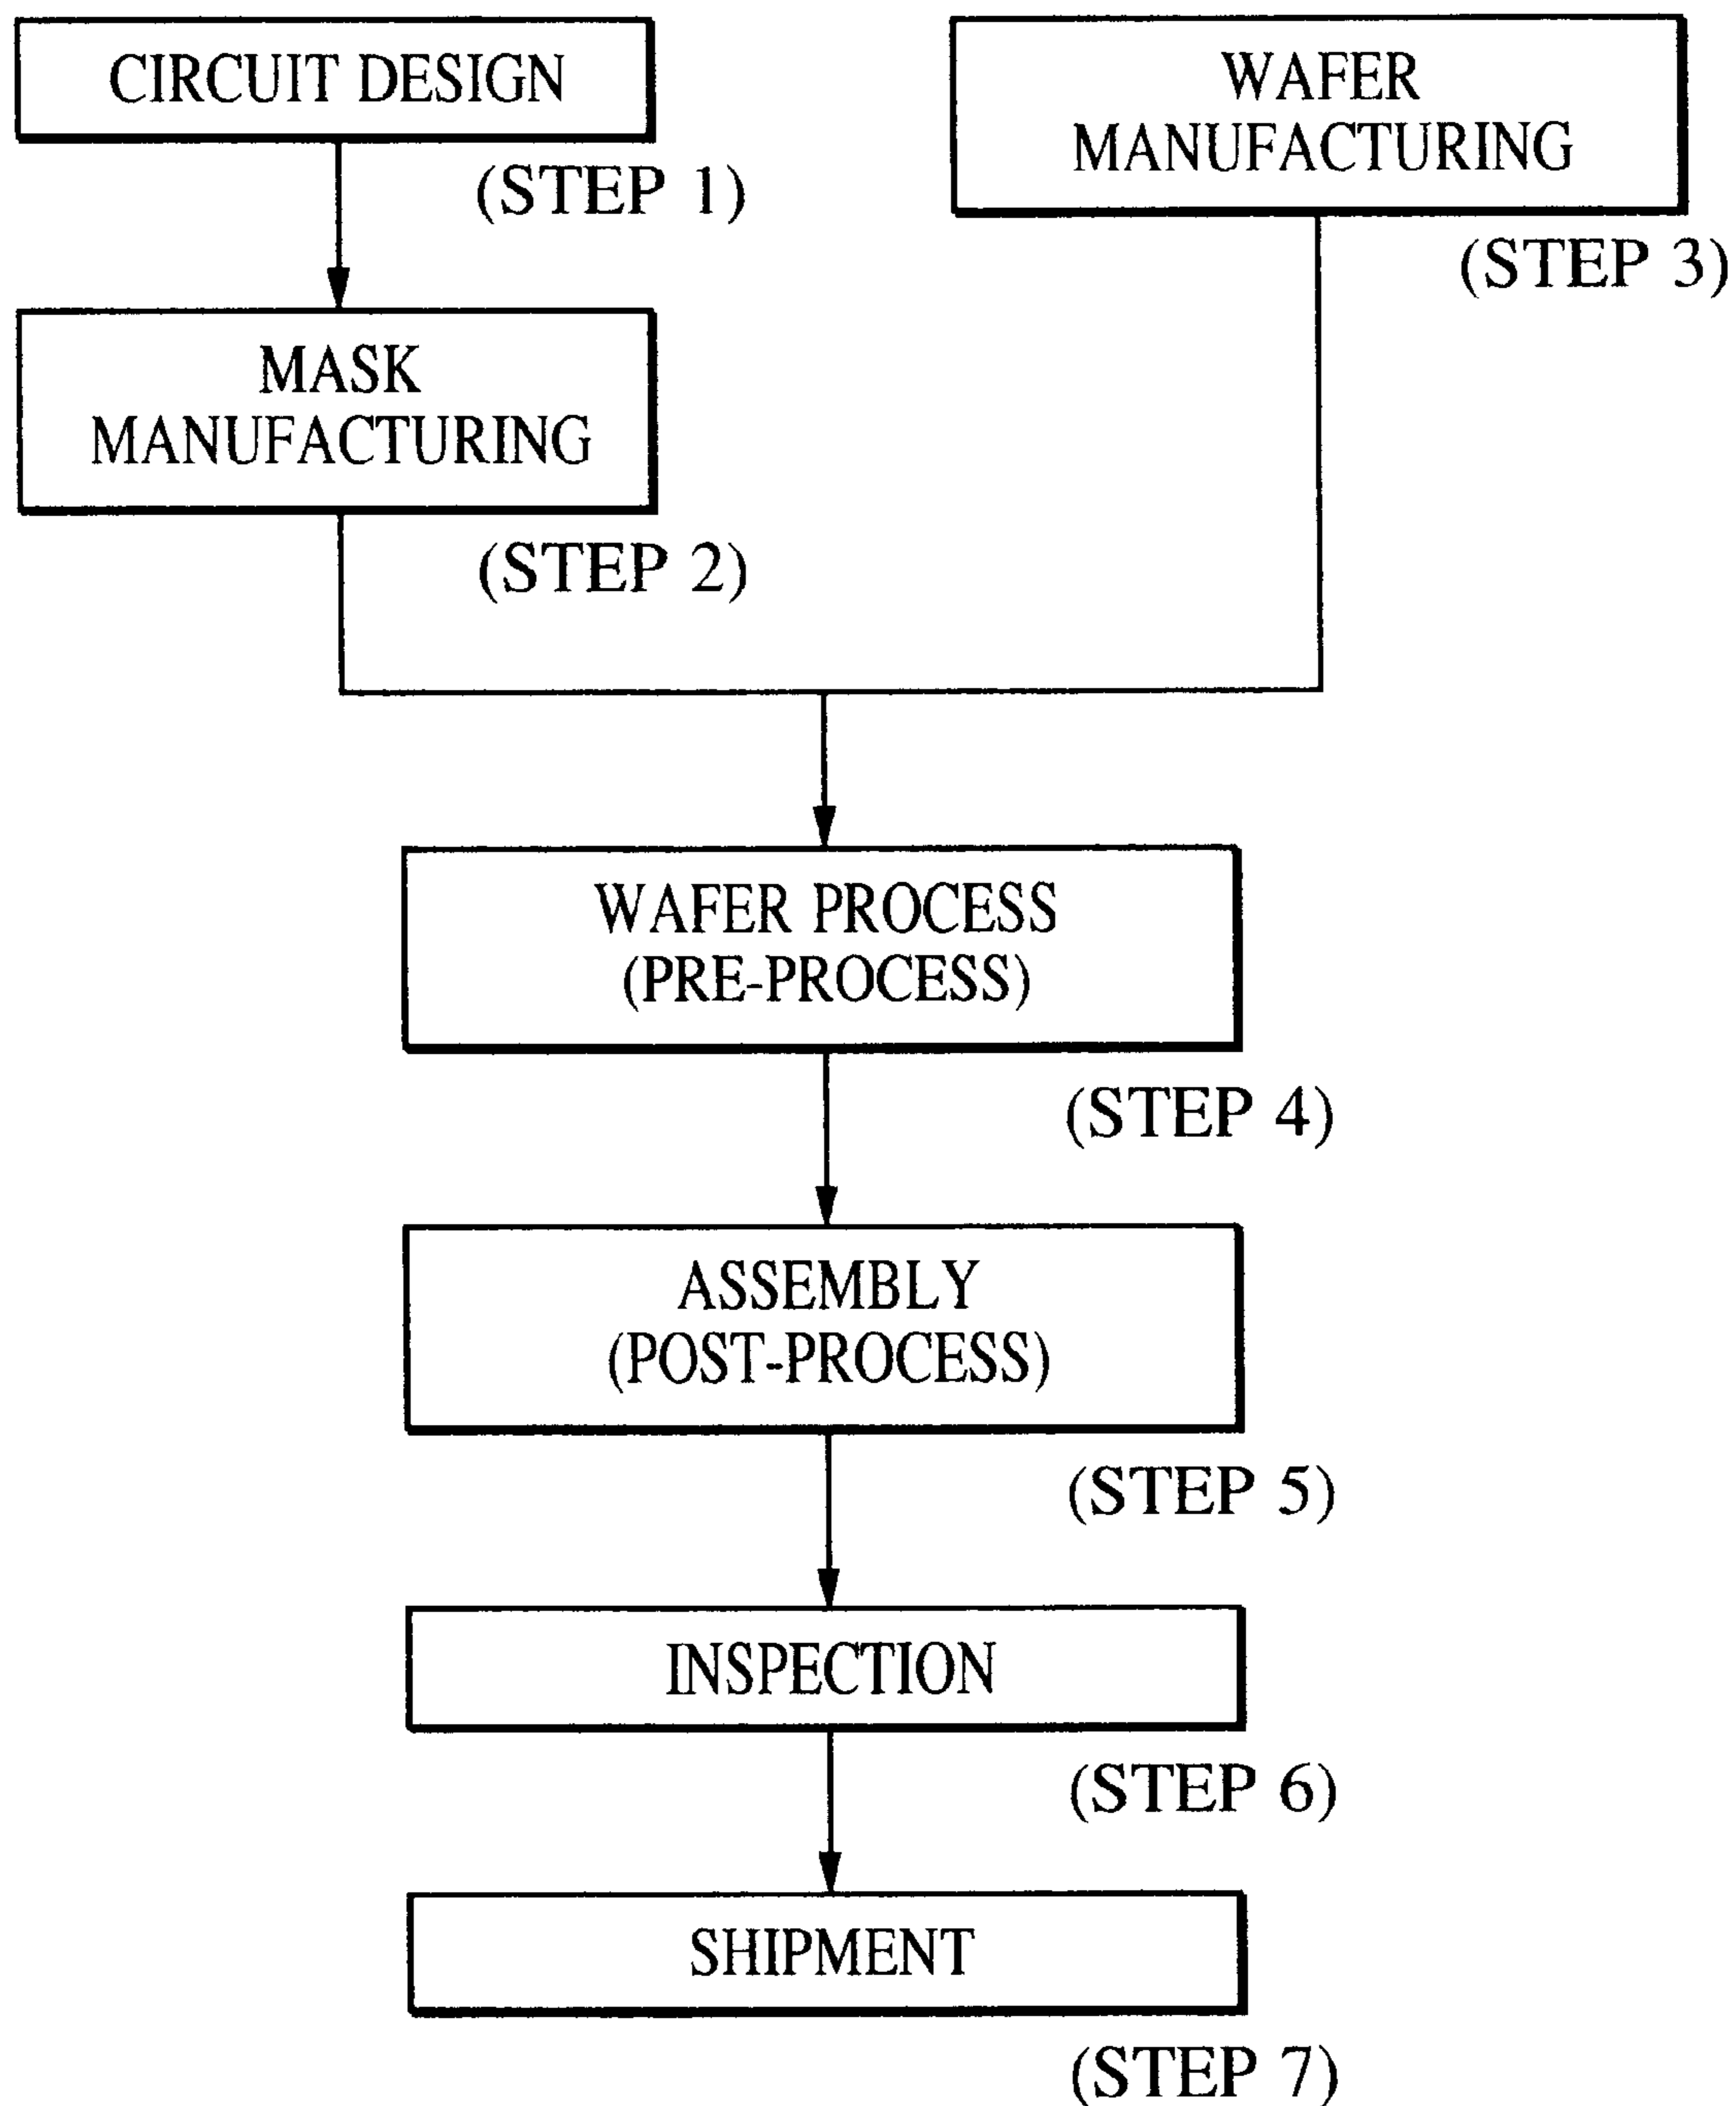 CIRCUIT DESIGN
(STEP 1)
MASK
MANUFACTURING
(STEP 2)
WAFER
MANUFACTURING
(STEP 3)
WAFER PROCESS
(PRE-PROCESS)
(STEP 4)
ASSEMBLY
(POST-PROCESS)
(STEP 5)
INSPECTION
(STEP 6)
SHIPMENT
(STEP 7)